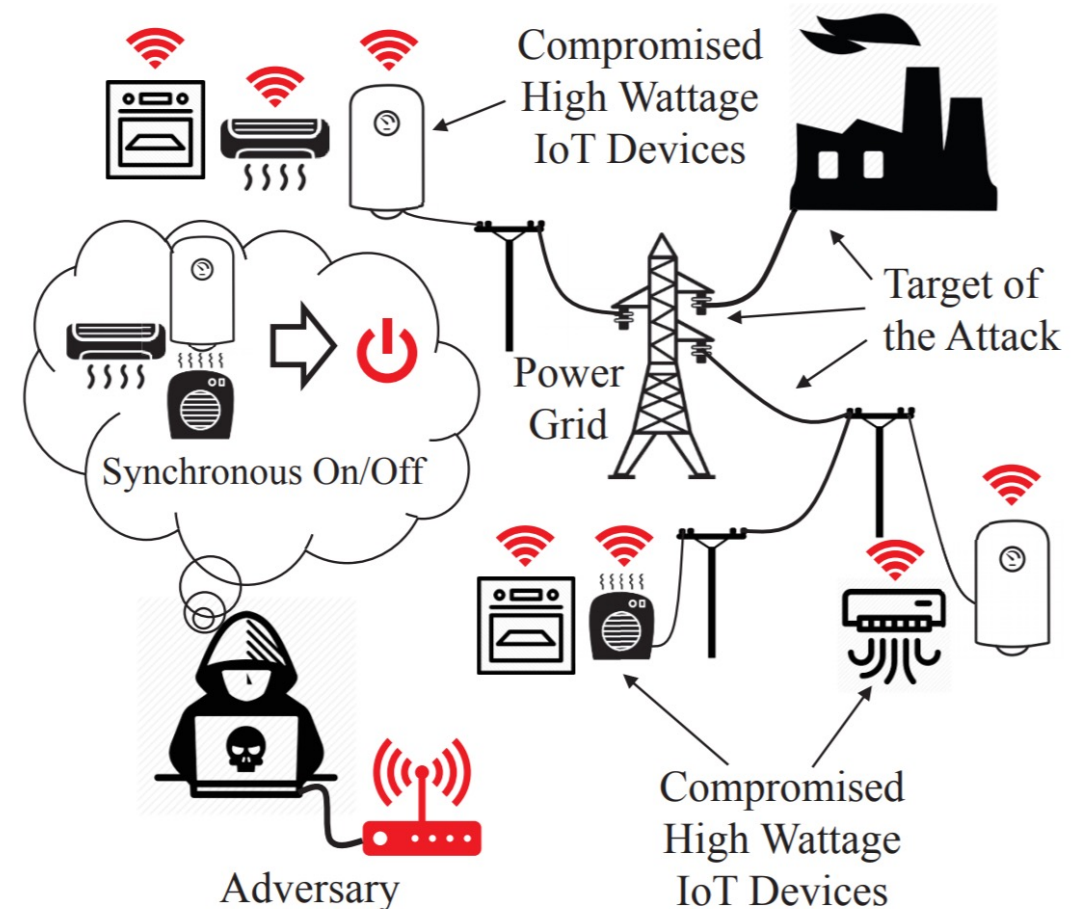 Compromised
High Wattage
IoT Devices
Target of
the Attack
Power
Grid
Synchronous On/Off
Compromised
High Wattage
IoT Devices
Adversary